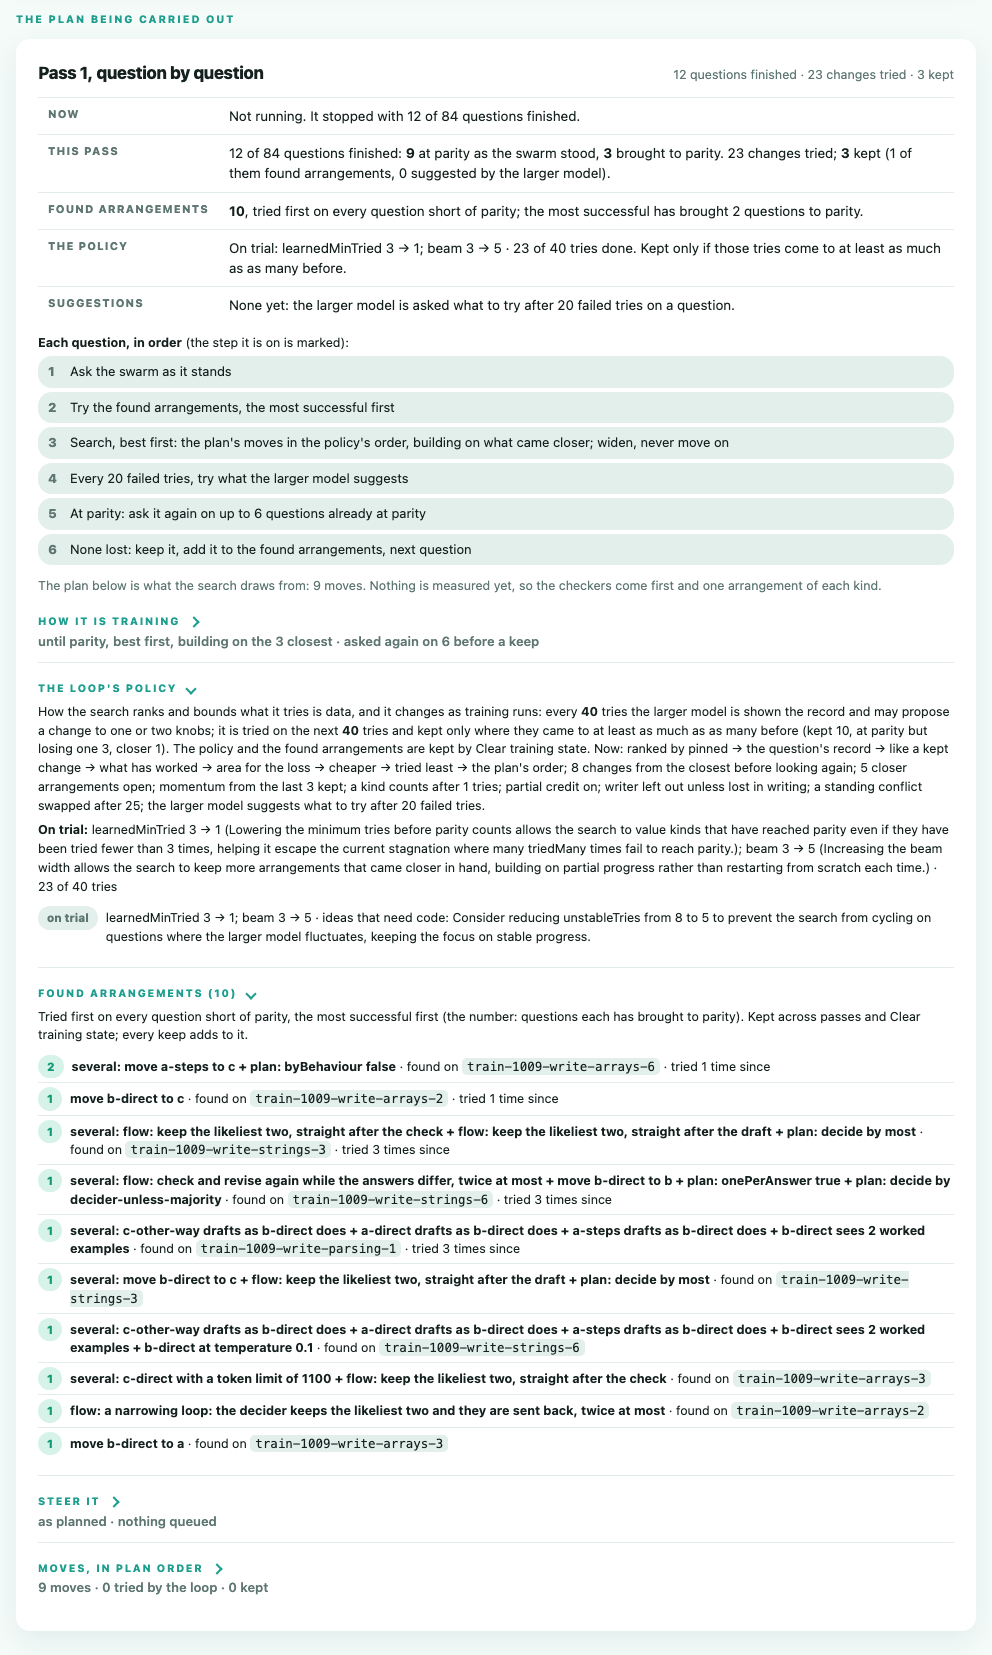 THE PLAN BEING CARRIED OUT
Pass 1, question by question
12 questions finished · 23 changes tried · 3 kept
NOW
Not running. It stopped with 12 of 84 questions finished.
THIS PASS
12 of 84 questions finished: 9 at parity as the swarm stood, 3 brought to parity. 23 changes tried; 3 kept (1 of
them found arrangements, 0 suggested by the larger model).
FOUND ARRANGEMENTS
10, tried first on every question short of parity; the most successful has brought 2 questions to parity.
THE POLICY
On trial: learnedMinTried 3 → 1; beam 3 → 5 · 23 of 40 tries done. Kept only if those tries come to at least as much
as as many before.
SUGGESTIONS
None yet: the larger model is asked what to try after 20 failed tries on a question.
Each question, in order (the step it is on is marked):
1 Ask the swarm as it stands
2 Try the found arrangements, the most successful first
3 Search, best first: the plan's moves in the policy's order, building on what came closer; widen, never move on
4 Every 20 failed tries, try what the larger model suggests
5 At parity: ask it again on up to 6 questions already at parity
6 None lost: keep it, add it to the found arrangements, next question
The plan below is what the search draws from: 9 moves. Nothing is measured yet, so the checkers come first and one arrangement of each kind.
HOW IT IS TRAINING
until parity, best first, building on the 3 closest · asked again on 6 before a keep
THE LOOP'S POLICY
How the search ranks and bounds what it tries is data, and it changes as training runs: every 40 tries the larger model is shown the record and may propose
a change to one or two knobs; it is tried on the next 40 tries and kept only where they came to at least as much as as many before (kept 10, at parity but
losing one 3, closer 1). The policy and the found arrangements are kept by Clear training state. Now: ranked by pinned → the question's record → like a kept
change → what has worked → area for the loss → cheaper → tried least → the plan's order; 8 changes from the closest before looking again; 5 closer
arrangements open; momentum from the last 3 kept; a kind counts after 1 tries; partial credit on; writer left out unless lost in writing; a standing conflict
swapped after 25; the larger model suggests what to try after 20 failed tries.
On trial: learnedMinTried 3 → 1 (Lowering the minimum tries before parity counts allows the search to value kinds that have reached parity even if they have
been tried fewer than 3 times, helping it escape the current stagnation where many triedMany times fail to reach parity.); beam 3 → 5 (Increasing the beam
width allows the search to keep more arrangements that came closer in hand, building on partial progress rather than restarting from scratch each time.) ·
23 of 40 tries
on trial learnedMinTried 3 → 1; beam 3 → 5 · ideas that need code: Consider reducing unstableTries from 8 to 5 to prevent the search from cycling on
questions where the larger model fluctuates, keeping the focus on stable progress.
FOUND ARRANGEMENTS (10)
Tried first on every question short of parity, the most successful first (the number: questions each has brought to parity). Kept across passes and Clear
training state; every keep adds to it.
2 several: move a-steps to c + plan: byBehaviour false · found on train-1009-write-arrays-6 · tried 1 time since
1 move b-direct to c · found on train-1009-write-arrays-2 · tried 1 time since
1 several: flow: keep the likeliest two, straight after the check + flow: keep the likeliest two, straight after the draft + plan: decide by most ·
found on train-1009-write-strings-3 · tried 3 times since
1 several: flow: check and revise again while the answers differ, twice at most + move b-direct to b + plan: onePerAnswer true + plan: decide by
decider-unless-majority · found on train-1009-write-strings-6 · tried 3 times since
1 several: c-other-way drafts as b-direct does + a-direct drafts as b-direct does + a-steps drafts as b-direct does + b-direct sees 2 worked
examples · found on train-1009-write-parsing-1 · tried 3 times since
1 several: move b-direct to c + flow: keep the likeliest two, straight after the draft + plan: decide by most · found on train-1009-write-
strings-3
1 several: c-other-way drafts as b-direct does + a-direct drafts as b-direct does + a-steps drafts as b-direct does + b-direct sees 2 worked
examples + b-direct at temperature 0.1 · found on train-1009-write-strings-6
1 several: c-direct with a token limit of 1100 + flow: keep the likeliest two, straight after the check · found on train-1009-write-arrays-3
1 flow: a narrowing loop: the decider keeps the likeliest two and they are sent back, twice at most · found on train-1009-write-arrays-2
1 move b-direct to a · found on train-1009-write-arrays-3
STEER IT
as planned · nothing queued
MOVES, IN PLAN ORDER
9 moves · 0 tried by the loop · 0 kept